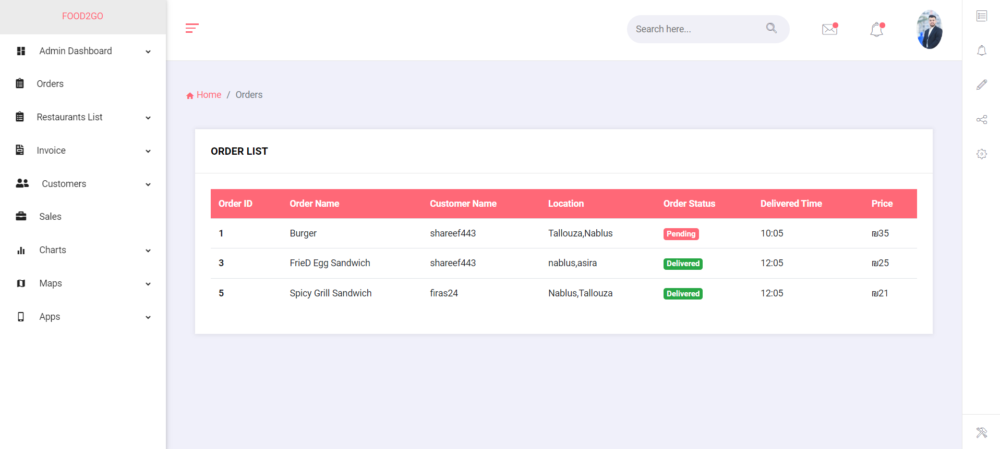 FOOD2GO
Admin Dashboard
Orders
Restaurants List
Invoice
Customers
Sales
Charts
Maps
Apps
Search here...
Home / Orders
ORDER LIST
Order ID Order Name Customer Name Location Order Status Delivered Time Price
1 Burger shareef443 Tallouza,Nablus Pending 10:05 ₪35
3 FrieD Egg Sandwich shareef443 nablus,asira Delivered 12:05 ₪25
5 Spicy Grill Sandwich firas24 Nablus,Tallouza Delivered 12:05 ₪21